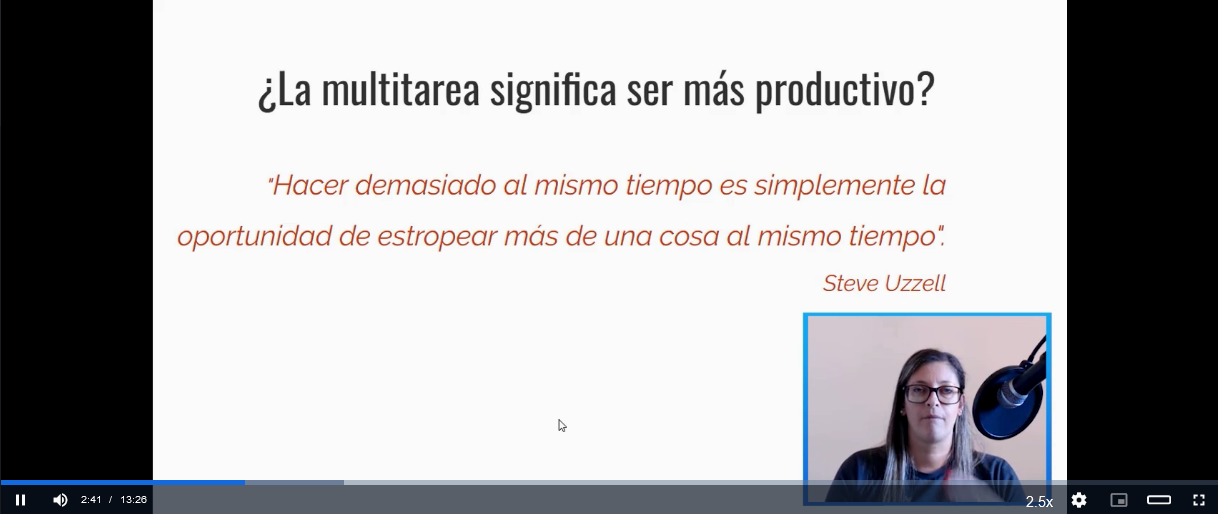 ¿La multitarea significa ser más productivo?
"Hacer demasiado al mismo tiempo es simplemente la
oportunidad de estropear más de una cosa al mismo tiempo".
Steve Uzzell
2:41 / 13:26
2.5x